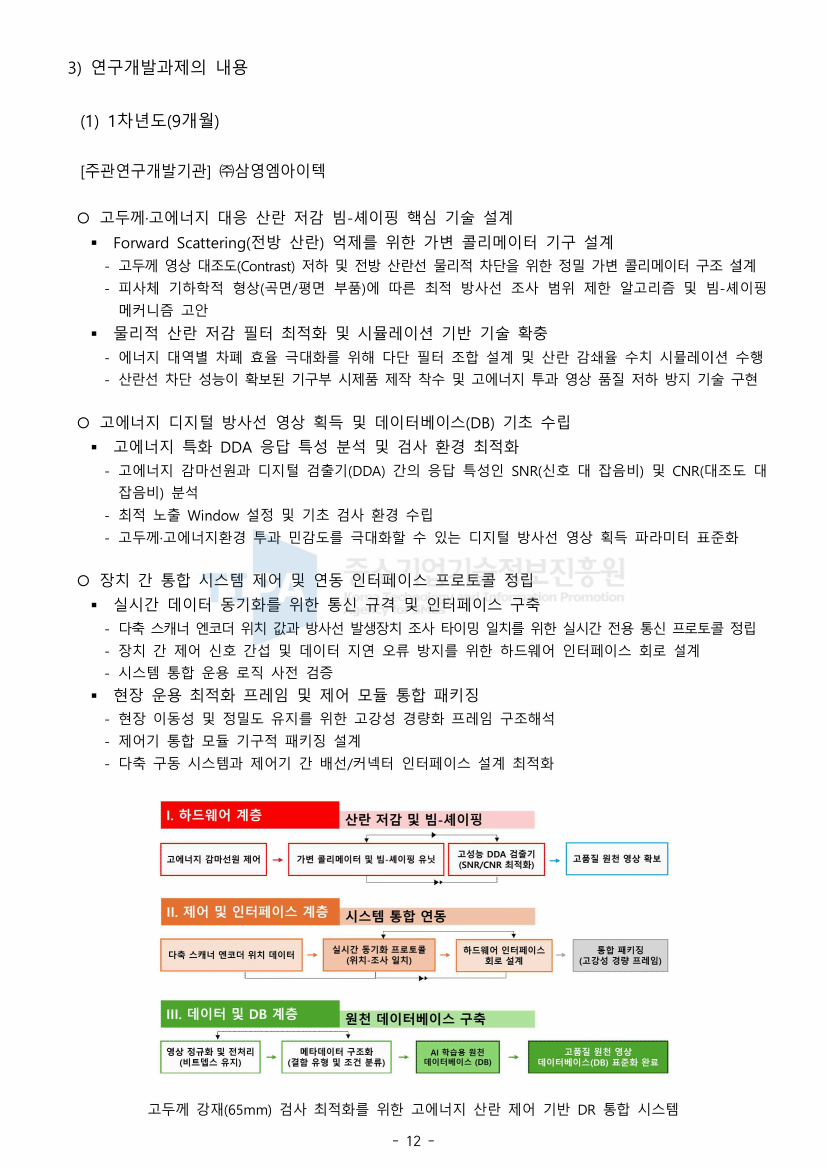 3) 연구개발과제의 내용
(1) 1차년도(9개월)
[주관연구개발기관] ㈜삼영엠아이텍
○ 고두께·고에너지 대응 산란 저감 빔-셰이핑 핵심 기술 설계
▪ Forward Scattering(전방 산란) 억제를 위한 가변 콜리메이터 기구 설계
- 고두께 영상 대조도(Contrast) 저하 및 전방 산란선 물리적 차단을 위한 정밀 가변 콜리메이터 구조 설계
- 피사체 기하학적 형상(곡면/평면 부품)에 따른 최적 방사선 조사 범위 제한 알고리즘 및 빔-셰이핑
메커니즘 고안
▪ 물리적 산란 저감 필터 최적화 및 시뮬레이션 기반 기술 확충
- 에너지 대역별 차폐 효율 극대화를 위해 다단 필터 조합 설계 및 산란 감쇄율 수치 시뮬레이션 수행
- 산란선 차단 성능이 확보된 기구부 시제품 제작 착수 및 고에너지 투과 영상 품질 저하 방지 기술 구현
○ 고에너지 디지털 방사선 영상 획득 및 데이터베이스(DB) 기초 수립
▪ 고에너지 특화 DDA 응답 특성 분석 및 검사 환경 최적화
- 고에너지 감마선원과 디지털 검출기(DDA) 간의 응답 특성인 SNR(신호 대 잡음비) 및 CNR(대조도 대
잡음비) 분석
- 최적 노출 Window 설정 및 기초 검사 환경 수립
- 고두께·고에너지환경 투과 민감도를 극대화할 수 있는 디지털 방사선 영상 획득 파라미터 표준화
중소기업기술정보진흥원
○ 장치 간 통합 시스템 제어 및 연동 인터페이스 프로토콜 정립
Korea Technology and Information Promotion
▪ 실시간 데이터 동기화를 위한 통신 규격 및 인터페이스 구축
- 다축 스캐너 엔코더 위치 값과 방사선 발생장치 조사 타이밍 일치를 위한 실시간 전용 통신 프로토콜 정립
- 장치 간 제어 신호 간섭 및 데이터 지연 오류 방지를 위한 하드웨어 인터페이스 회로 설계
- 시스템 통합 운용 로직 사전 검증
▪ 현장 운용 최적화 프레임 및 제어 모듈 통합 패키징
- 현장 이동성 및 정밀도 유지를 위한 고강성 경량화 프레임 구조해석
- 제어기 통합 모듈 기구적 패키징 설계
- 다축 구동 시스템과 제어기 간 배선/커넥터 인터페이스 설계 최적화
I. 하드웨어 계층
산란 저감 및 빔-셰이핑
고에너지 감마선원 제어
가변 콜리메이터 및 빔-셰이핑 유닛
고성능 DDA 검출기
(SNR/CNR 최적화)
고품질 원천 영상 확보
II. 제어 및 인터페이스 계층
시스템 통합 연동
다축 스캐너 엔코더 위치 데이터
실시간 동기화 프로토콜
(위치-조사 일치)
하드웨어 인터페이스
회로 설계
통합 패키징
(고강성 경량 프레임)
III. 데이터 및 DB 계층
원천 데이터베이스 구축
영상 정규화 및 전처리
(비트뎁스 유지)
메타데이터 구조화
(결함 유형 및 조건 분류)
AI 학습용 원천
데이터베이스 (DB)
고품질 원천 영상
데이터베이스(DB) 표준화 완료
고두께 강재(65mm) 검사 최적화를 위한 고에너지 산란 제어 기반 DR 통합 시스템
- 12 -